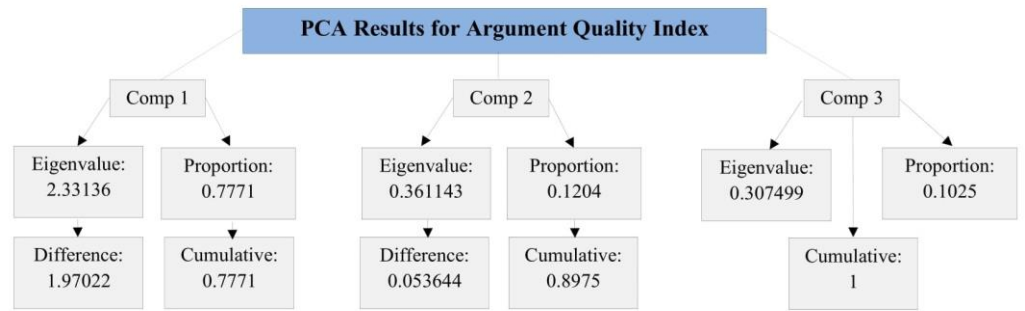 PCA Results for Argument Quality Index
Comp 1
Comp 2
Comp 3
Eigenvalue:
2.33136
Proportion:
0.7771
Eigenvalue:
0.361143
Proportion:
0.1204
Eigenvalue:
0.307499
Proportion:
0.1025
Difference:
1.97022
Cumulative:
0.7771
Difference:
0.053644
Cumulative:
0.8975
Cumulative:
1